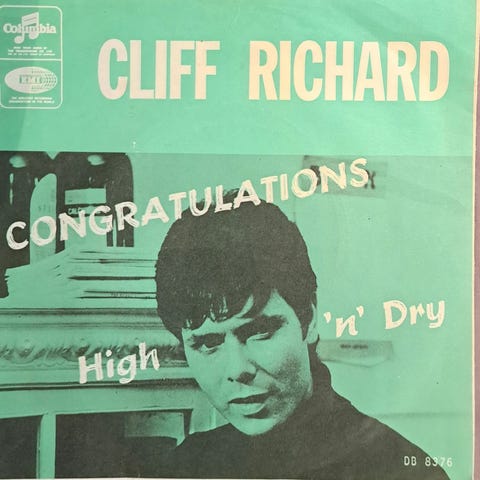 Columbia
CLIFF RICHARD
EMI
CONGRATULATIONS
High 'n' Dry
DB 8376